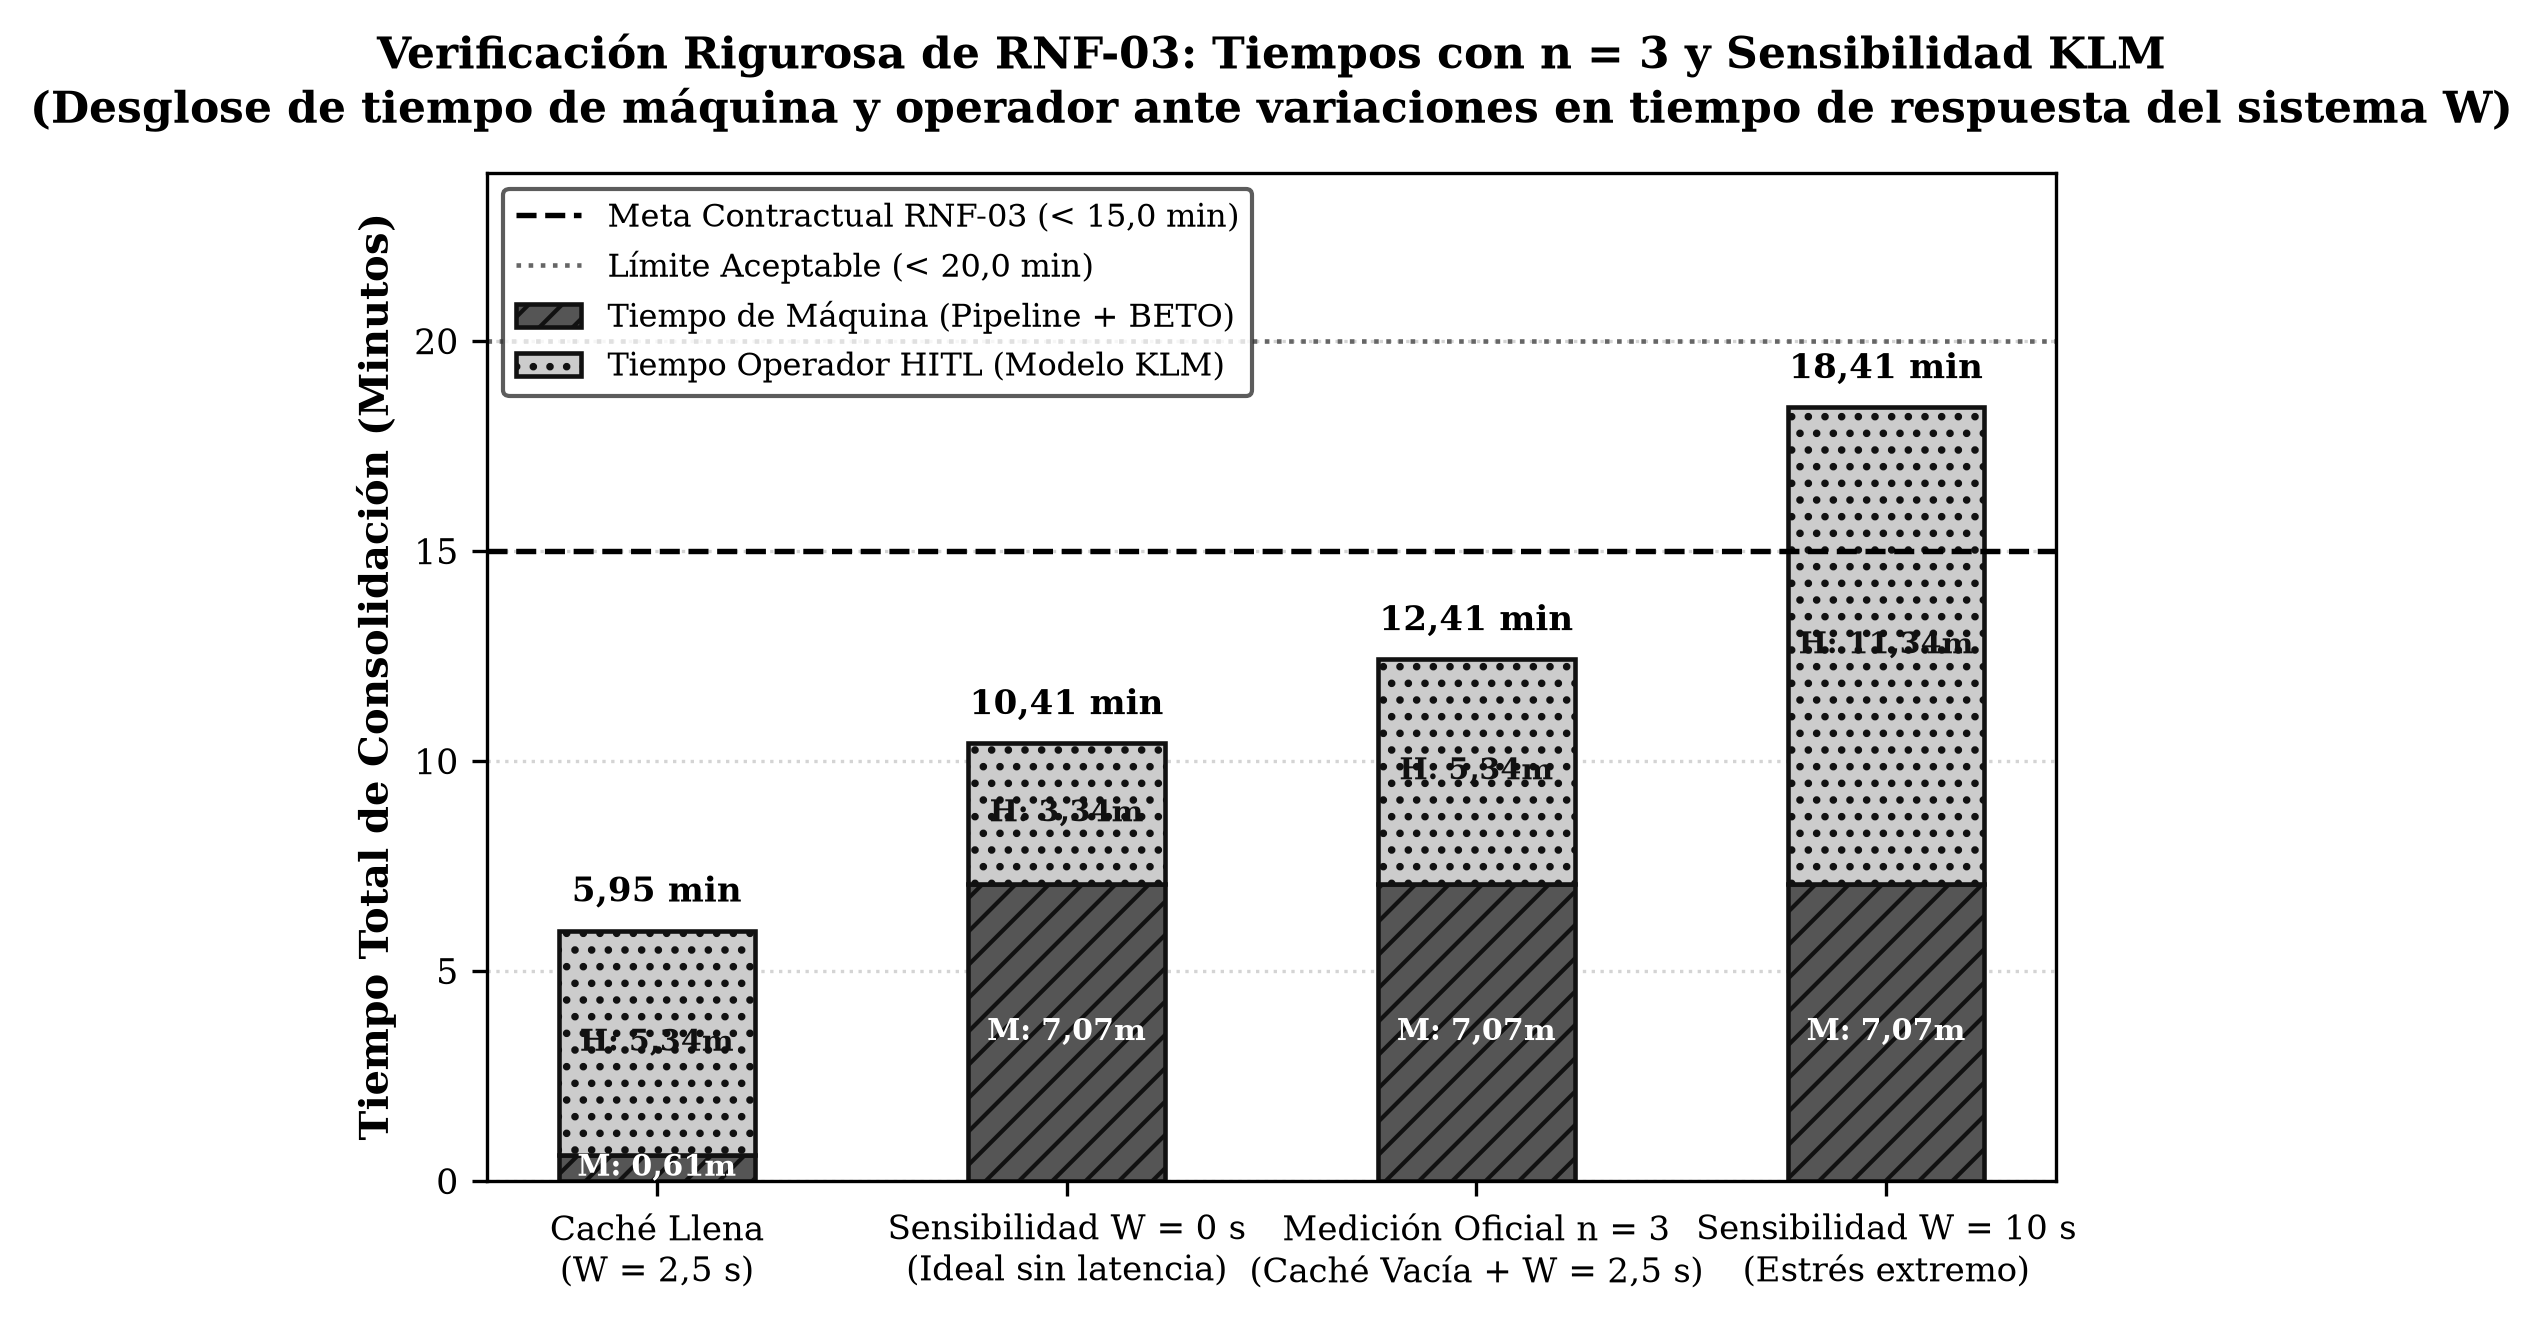 Verificación Rigurosa de RNF-03: Tiempos con n = 3 y Sensibilidad KLM
(Desglose de tiempo de máquina y operador ante variaciones en tiempo de respuesta del sistema W)
Meta Contractual RNF-03 (< 15,0 min)
Límite Aceptable (< 20,0 min)
Tiempo de Máquina (Pipeline + BETO)
Tiempo Operador HITL (Modelo KLM)
Tiempo Total de Consolidación (Minutos)
20
15
10
5
0
5,95 min
H: 5,34m
M: 0,61m
10,41 min
H: 3,34m
M: 7,07m
12,41 min
H: 5,34m
M: 7,07m
18,41 min
H: 11,34m
M: 7,07m
Caché Llena
(W = 2,5 s)
Sensibilidad W = 0 s
(Ideal sin latencia)
Medición Oficial n = 3
(Caché Vacía + W = 2,5 s)
Sensibilidad W = 10 s
(Estrés extremo)